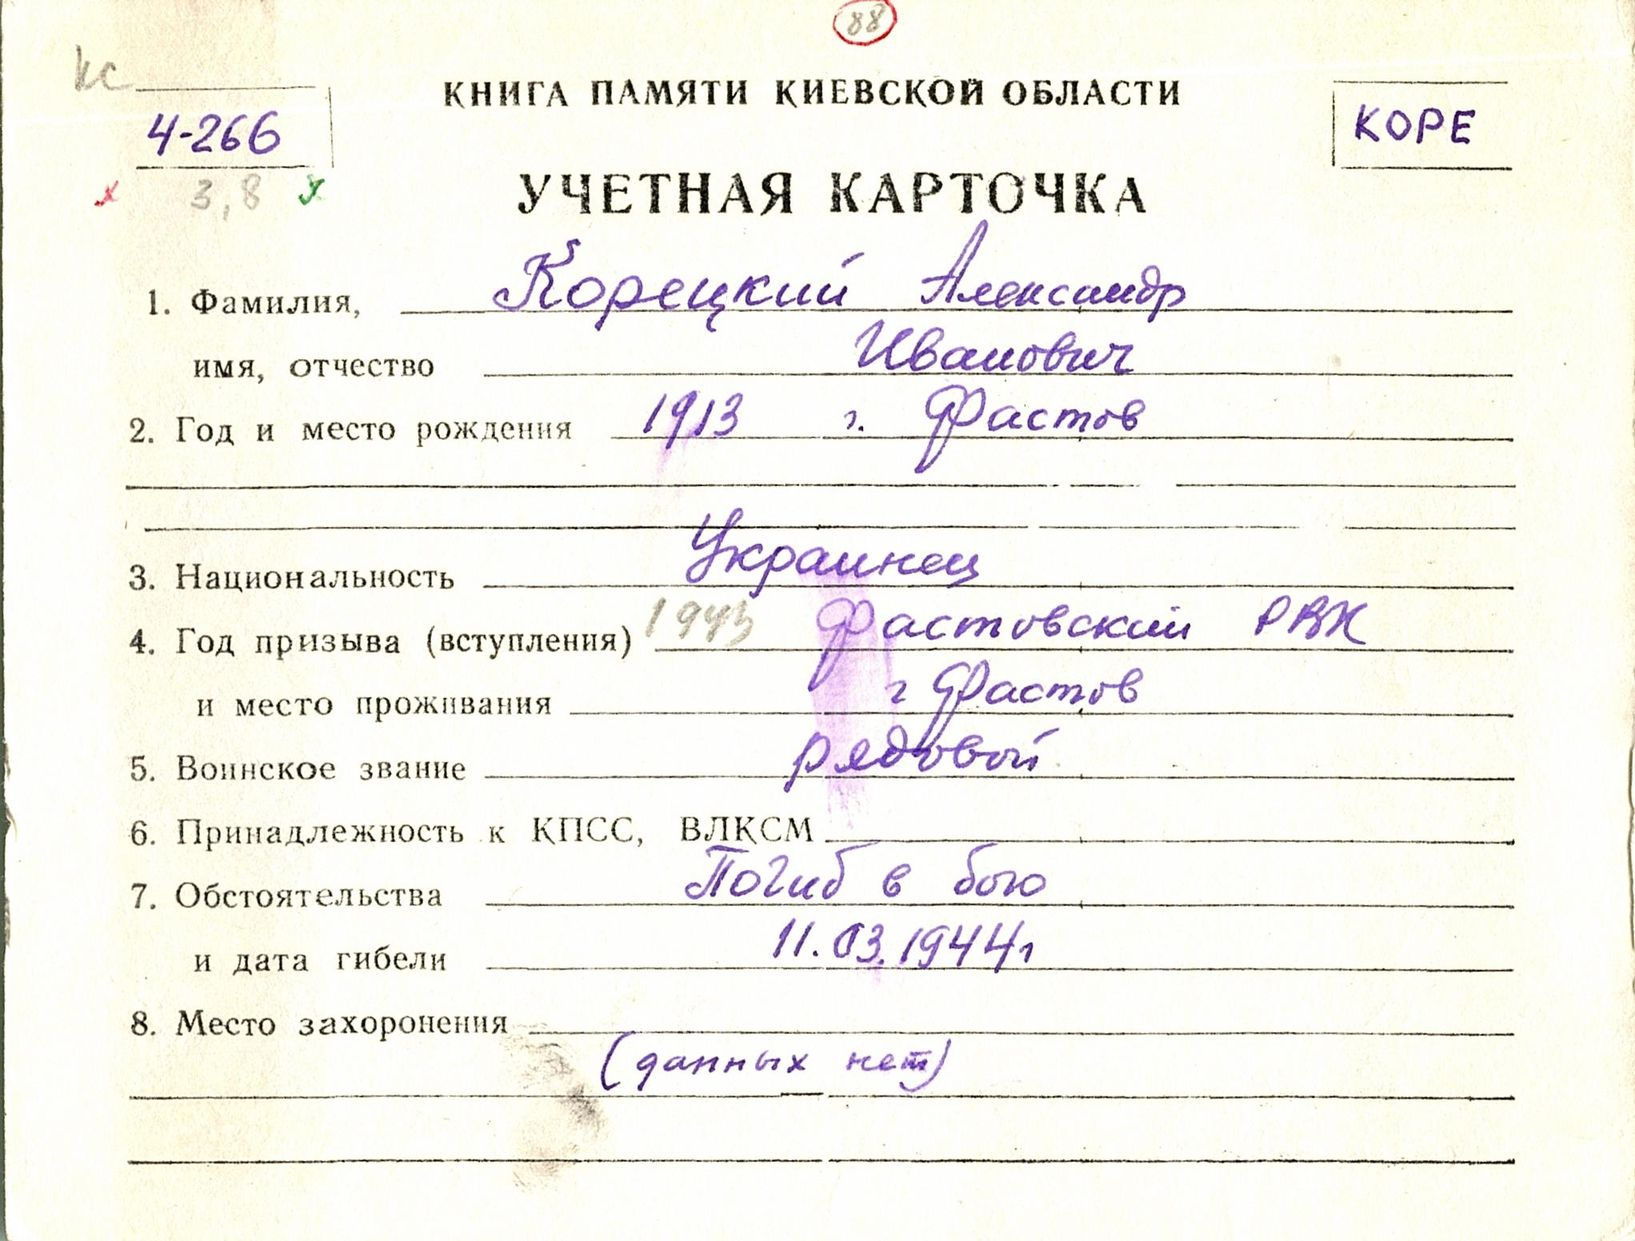 88
кс
КНИГА ПАМЯТИ КИЕВСКОЙ ОБЛАСТИ
4-266
КОРЕ
3,8
УЧЕТНАЯ КАРТОЧКА
1. Фамилия, Корецкий Александр
имя, отчество Иванович
2. Год и место рождения 1913 г. Фастов
3. Национальность Украинец
4. Год призыва (вступления) 1943 Фастовский РВК
и место проживания г Фастов
5. Воинское звание рядовой
6. Принадлежность к КПСС, ВЛКСМ
7. Обстоятельства Погиб в бою
и дата гибели 11.03.1944г
8. Место захоронения
(данных нет)